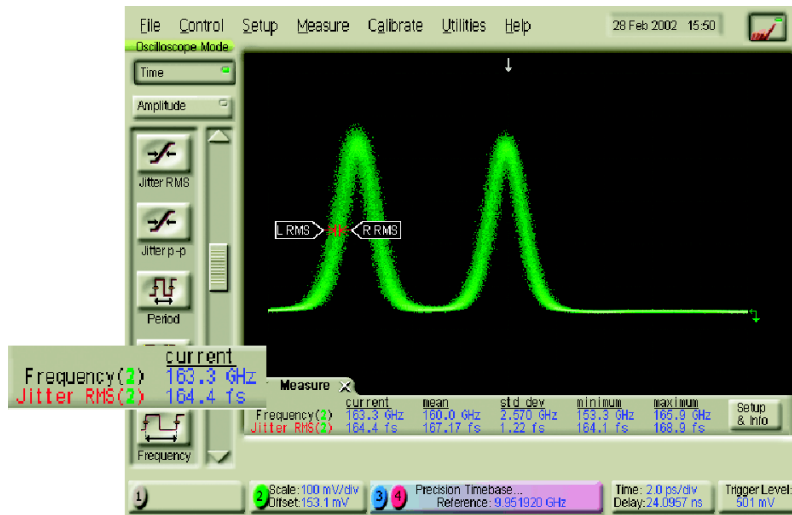 File Control Setup Measure Calibrate Utilities Help 28 Feb 2002 15:50
Oscilloscope Mode
Time
Amplitude
Jitter RMS
L RMS R RMS
Jitter p-p
Period
current
Frequency(2) 163.3 GHz
Jitter RMS(2) 164.4 fs
Measure
current mean std dev minimum maximum
Frequency(2) 163.3 GHz 160.0 GHz 2.570 GHz 153.3 GHz 165.9 GHz
Jitter RMS(2) 164.4 fs 167.17 fs 1.22 fs 164.1 fs 168.9 fs
Setup
& Info
Frequency
1
2 Scale: 100 mV/div
Offset: 153.1 mV
3 4 Precision Timebase...
Reference: 9.951920 GHz
Time: 2.0 ps/div
Delay: 24.0957 ns
Trigger Level:
501 mV